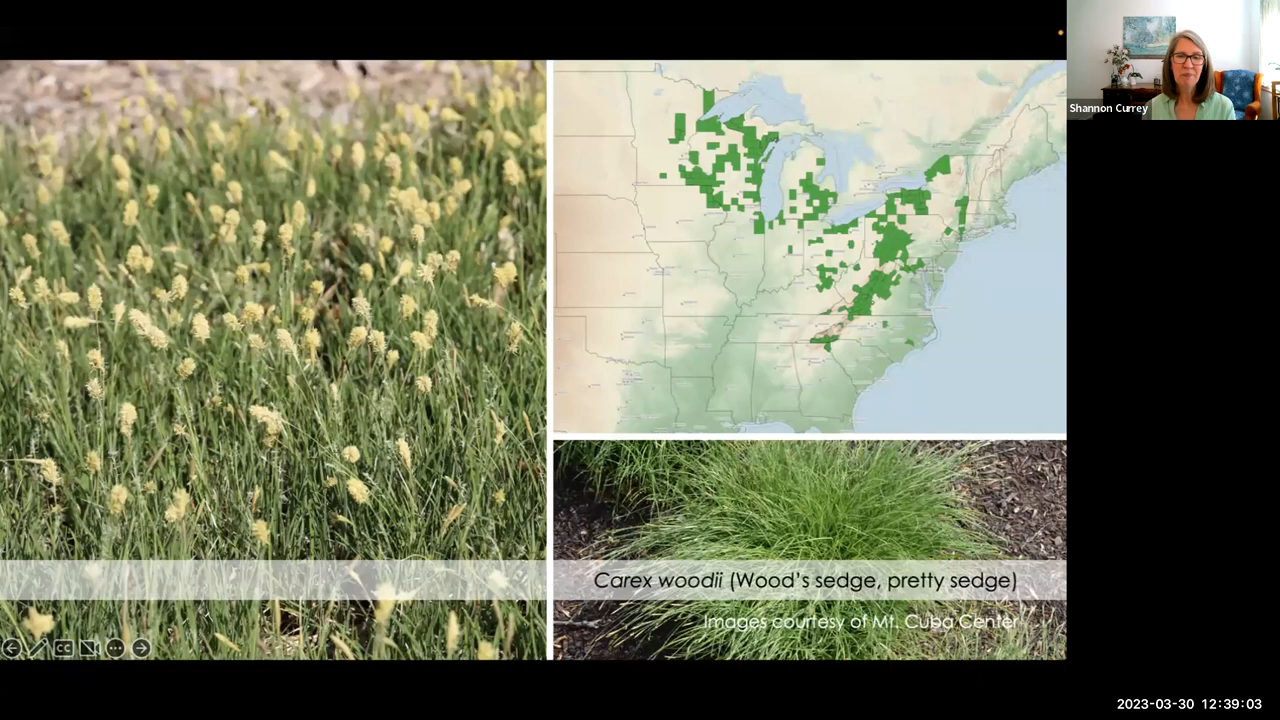 Shannon Currey
Carex woodii (Wood's sedge, pretty sedge)
Images courtesy of Mt. Cuba Center
CC
2023-03-30 12:39:03